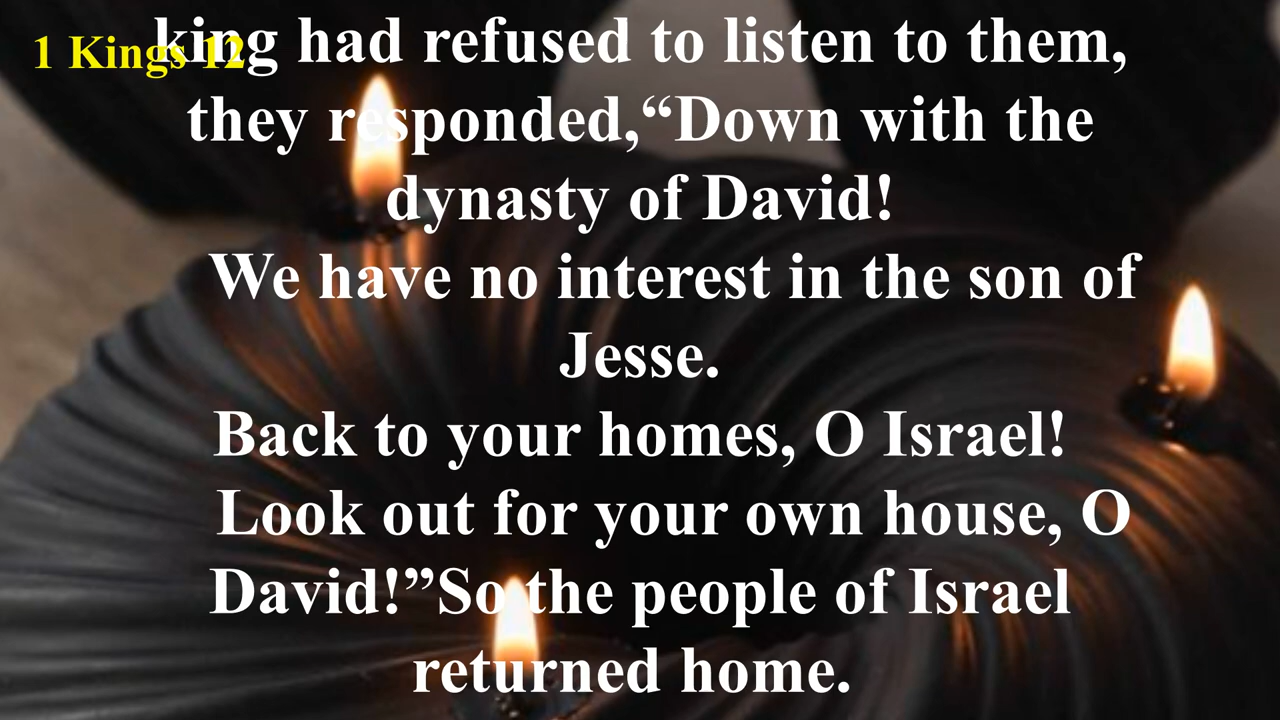 1 Kings 12
king had refused to listen to them,
they responded,“Down with the
dynasty of David!
We have no interest in the son of
Jesse.
Back to your homes, O Israel!
Look out for your own house, O
David!”So the people of Israel
returned home.